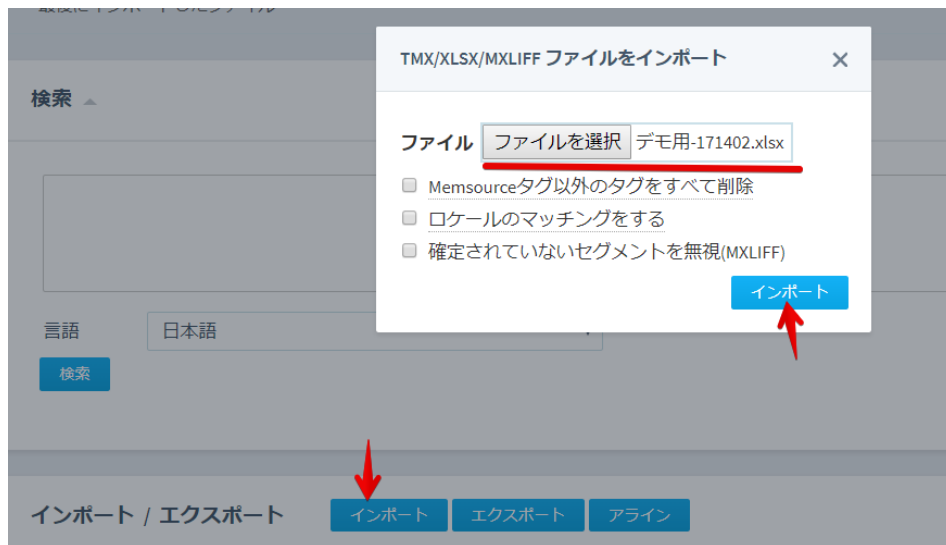 TMX/XLSX/MXLIFF ファイルをインポート
検索
ファイル ファイルを選択 デモ用-171402.xlsx
Memsourceタグ以外のタグをすべて削除
ロケールのマッチングをする
確定されていないセグメントを無視(MXLIFF)
インポート
言語 日本語
検索
インポート / エクスポート インポート エクスポート アライン